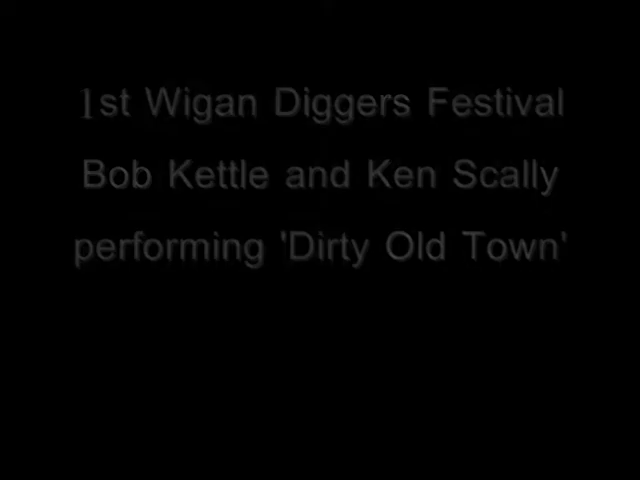 1st Wigan Diggers Festival
Bob Kettle and Ken Scally
performing 'Dirty Old Town'